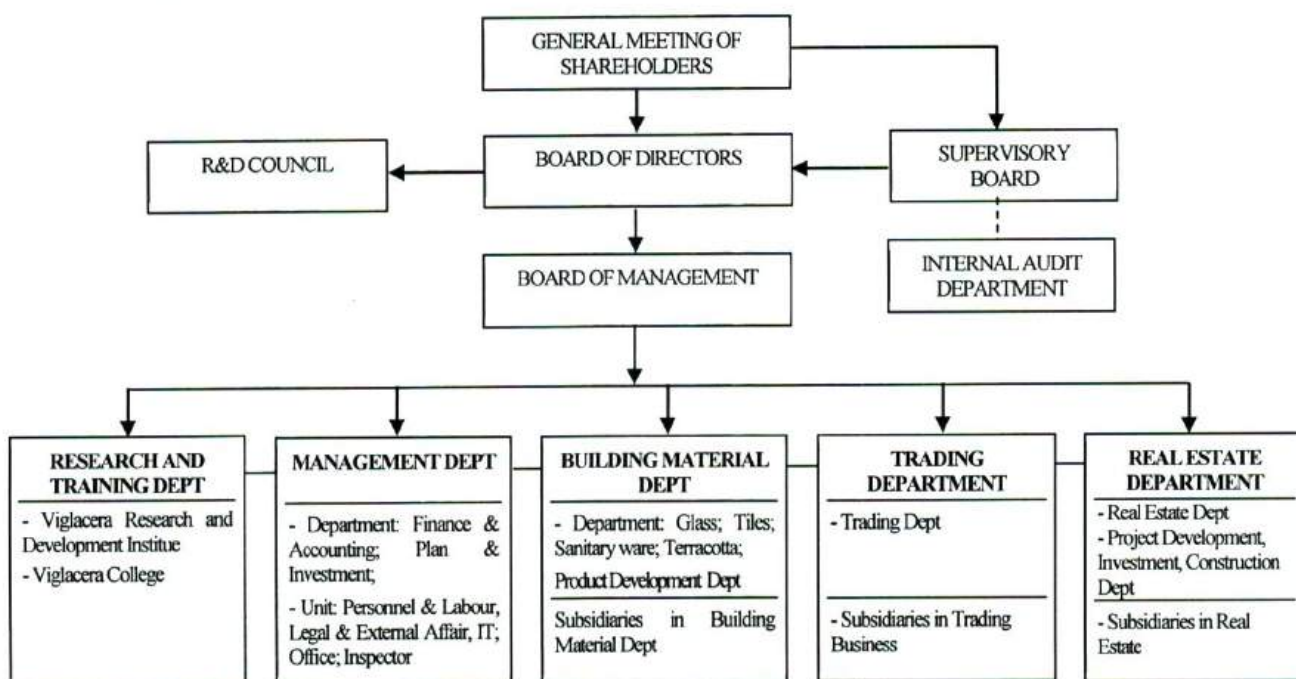 GENERAL MEETING OF
SHAREHOLDERS
R&D COUNCIL
BOARD OF DIRECTORS
SUPERVISORY
BOARD
BOARD OF MANAGEMENT
INTERNAL AUDIT
DEPARTMENT
RESEARCH AND
TRAINING DEPT
- Viglacera Research and
Development Institue
- Viglacera College
MANAGEMENT DEPT
- Department: Finance &
Accounting; Plan &
Investment;
- Unit: Personnel & Labour,
Legal & External Affair, IT;
Office; Inspector
BUILDING MATERIAL
DEPT
- Department: Glass; Tiles;
Sanitary ware; Terracotta;
Product Development Dept
Subsidiaries in Building
Material Dept
TRADING
DEPARTMENT
- Trading Dept
- Subsidiaries in Trading
Business
REAL ESTATE
DEPARTMENT
- Real Estate Dept
- Project Development,
Investment, Construction
Dept
- Subsidiaries in Real
Estate